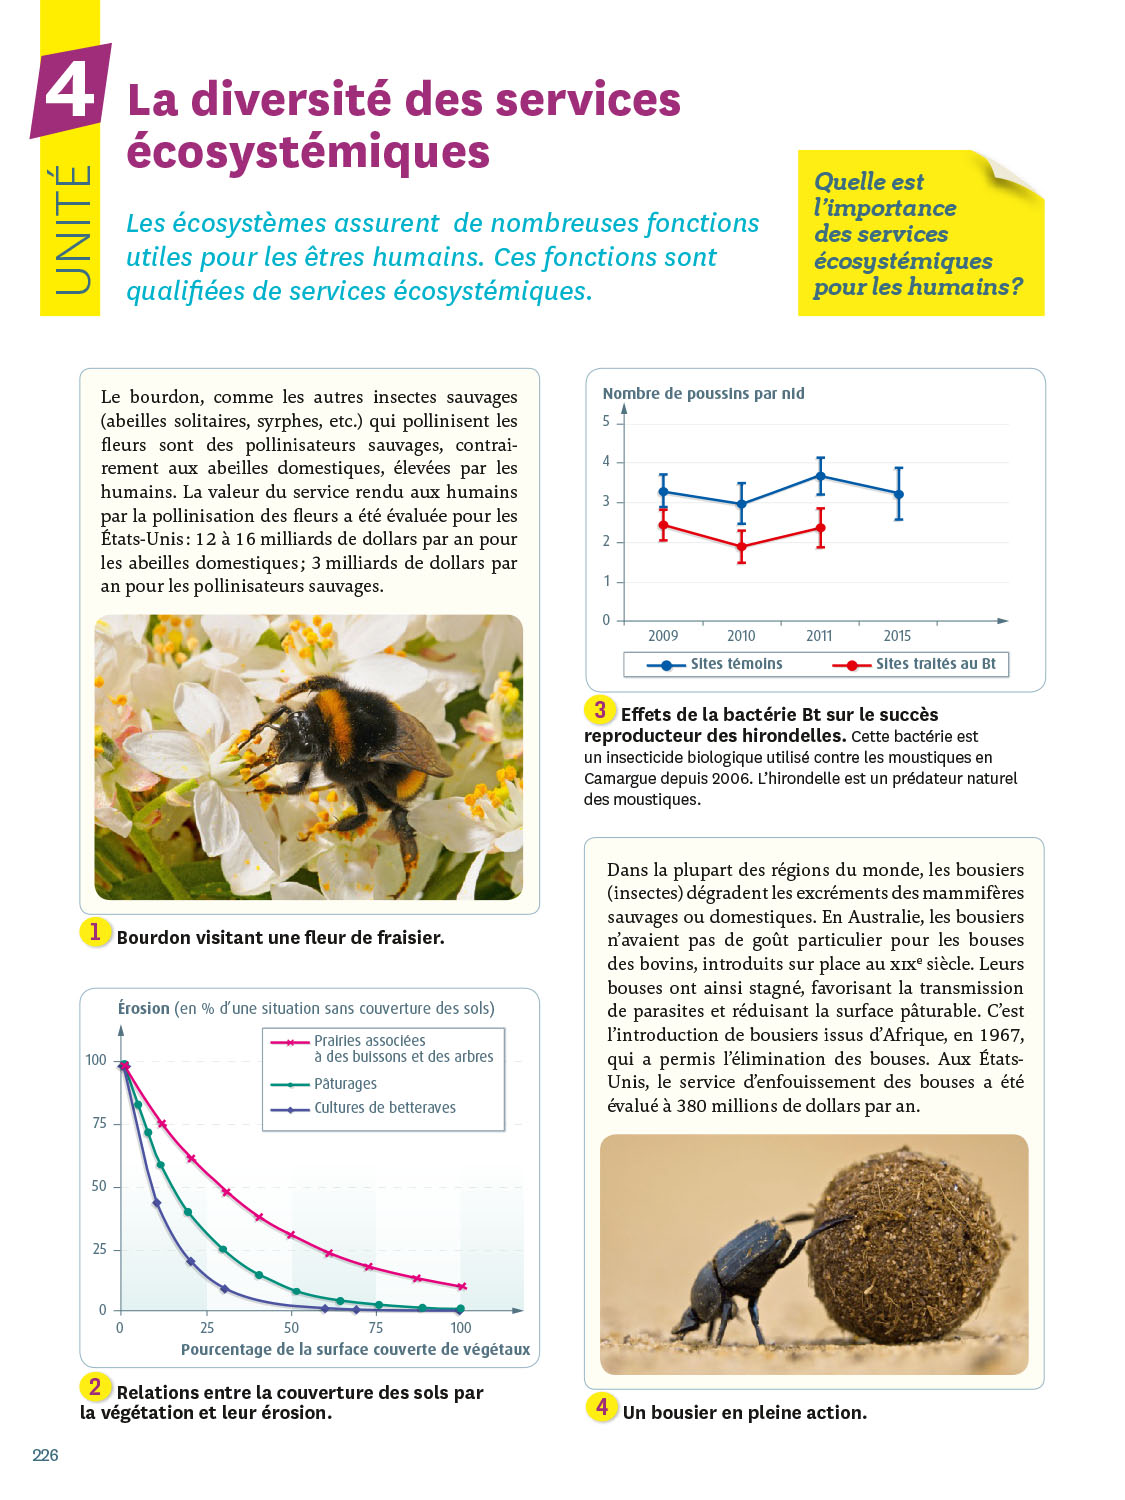 4
UNITÉ
La diversité des services
écosystémiques
Les écosystèmes assurent de nombreuses fonctions
utiles pour les êtres humains. Ces fonctions sont
qualifiées de services écosystémiques.
Quelle est
l'importance
des services
écosystémiques
pour les humains?
Le bourdon, comme les autres insectes sauvages
(abeilles solitaires, syrphes, etc.) qui pollinisent les
fleurs sont des pollinisateurs sauvages, contrai-
rement aux abeilles domestiques, élevées par les
humains. La valeur du service rendu aux humains
par la pollinisation des fleurs a été évaluée pour les
États-Unis : 12 à 16 milliards de dollars par an pour
les abeilles domestiques ; 3 milliards de dollars par
an pour les pollinisateurs sauvages.
1 Bourdon visitant une fleur de fraisier.
Érosion (en % d'une situation sans couverture des sols)
Prairies associées
à des buissons et des arbres
Pâturages
Cultures de betteraves
100
75
50
25
0
0 25 50 75 100
Pourcentage de la surface couverte de végétaux
2 Relations entre la couverture des sols par
la végétation et leur érosion.
Nombre de poussins par nid
5
4
3
2
1
0
2009 2010 2011 2015
Sites témoins Sites traités au Bt
3 Effets de la bactérie Bt sur le succès
reproducteur des hirondelles. Cette bactérie est
un insecticide biologique utilisé contre les moustiques en
Camargue depuis 2006. L'hirondelle est un prédateur naturel
des moustiques.
Dans la plupart des régions du monde, les bousiers
(insectes) dégradent les excréments des mammifères
sauvages ou domestiques. En Australie, les bousiers
n'avaient pas de goût particulier pour les bouses
des bovins, introduits sur place au XIXe siècle. Leurs
bouses ont ainsi stagné, favorisant la transmission
de parasites et réduisant la surface pâturable. C'est
l'introduction de bousiers issus d'Afrique, en 1967,
qui a permis l'élimination des bouses. Aux États-
Unis, le service d'enfouissement des bouses a été
évalué à 380 millions de dollars par an.
4 Un bousier en pleine action.
226